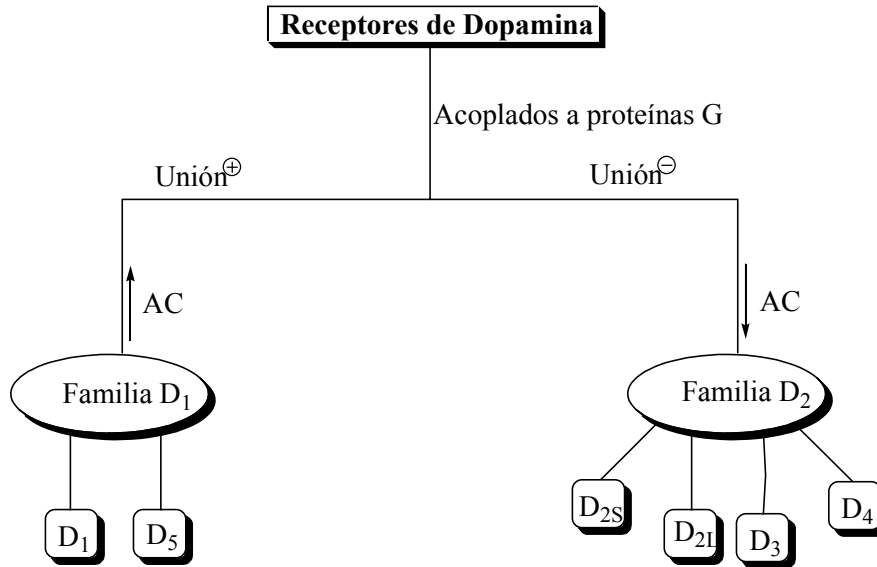 Receptores de Dopamina
Acoplados a proteínas G
Unión⊕
Unión⊖
AC
AC
Familia D₁
Familia D₂
D₁
D₅
D₂S
D₂L
D₃
D₄